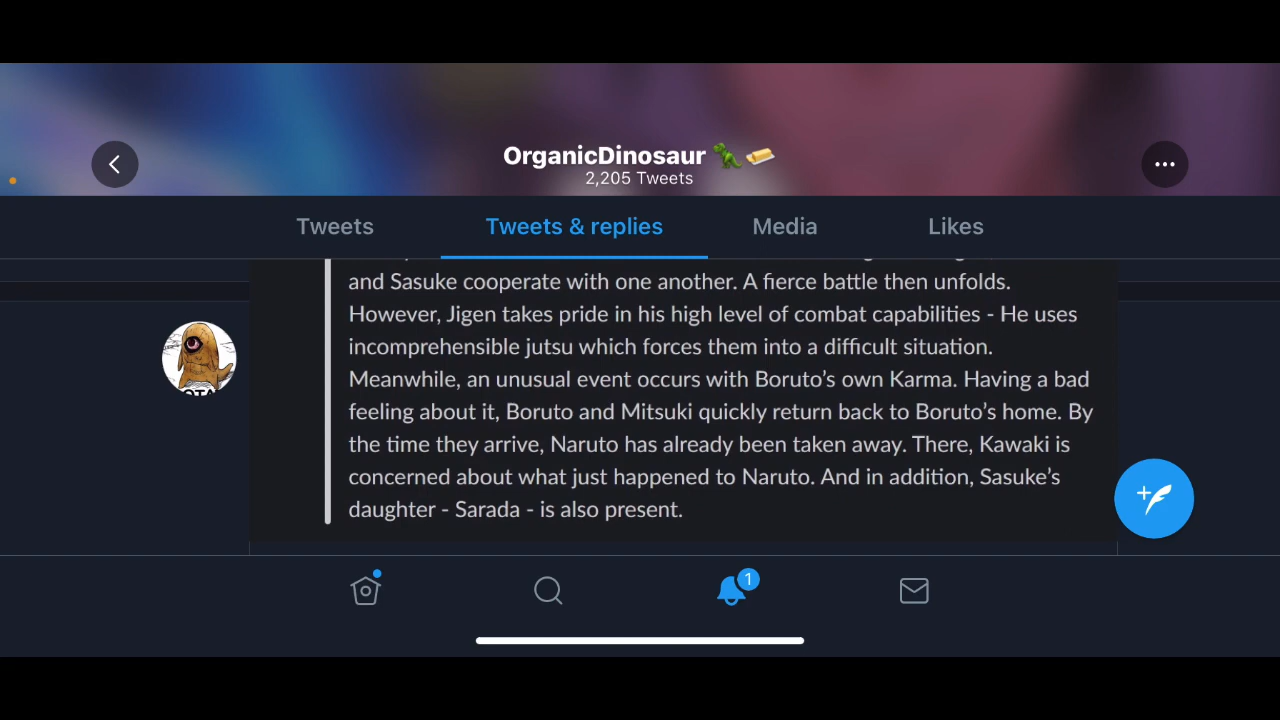 OrganicDinosaur 🦖🧈
2,205 Tweets
Tweets
Tweets & replies
Media
Likes
and Sasuke cooperate with one another. A fierce battle then unfolds.
However, Jigen takes pride in his high level of combat capabilities - He uses
incomprehensible jutsu which forces them into a difficult situation.
Meanwhile, an unusual event occurs with Boruto’s own Karma. Having a bad
feeling about it, Boruto and Mitsuki quickly return back to Boruto’s home. By
the time they arrive, Naruto has already been taken away. There, Kawaki is
concerned about what just happened to Naruto. And in addition, Sasuke’s
daughter - Sarada - is also present.
1